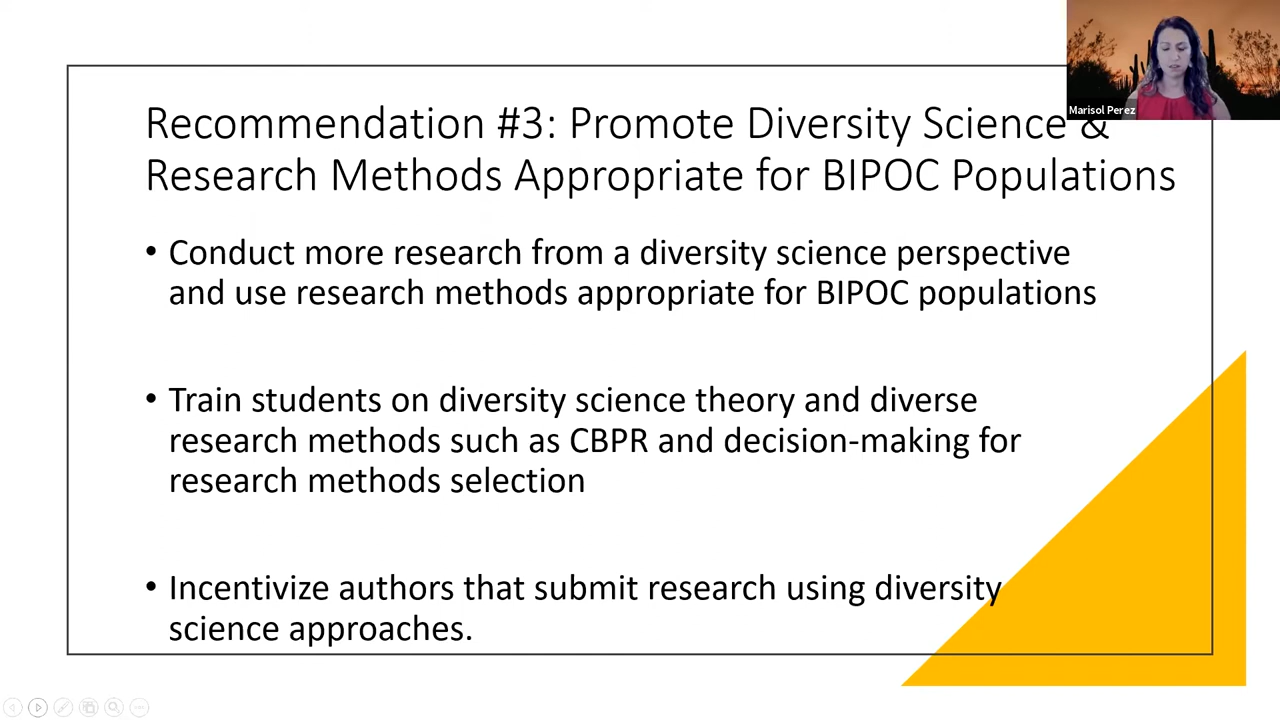 Marisol Perez
Recommendation #3: Promote Diversity Science &
Research Methods Appropriate for BIPOC Populations
• Conduct more research from a diversity science perspective
and use research methods appropriate for BIPOC populations
• Train students on diversity science theory and diverse
research methods such as CBPR and decision-making for
research methods selection
• Incentivize authors that submit research using diversity
science approaches.